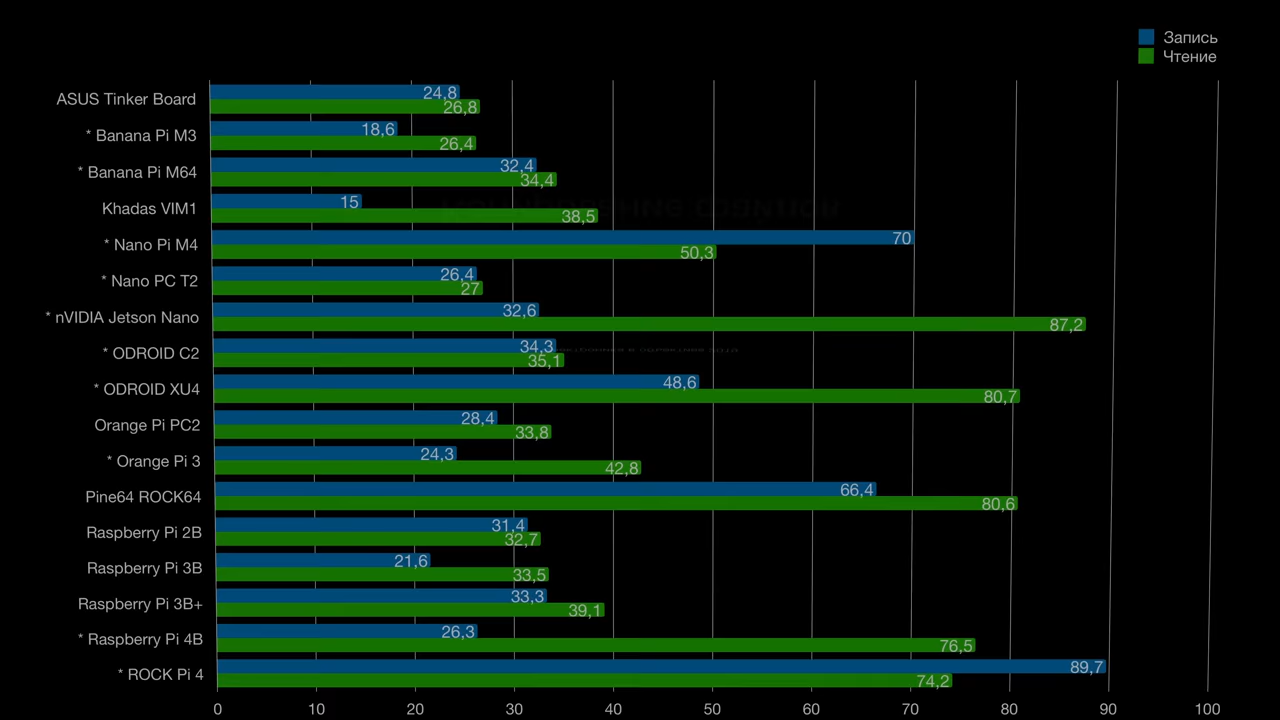 Запись
Чтение
ASUS Tinker Board 24,8
26,8
* Banana Pi M3 18,6
26,4
* Banana Pi M64 32,4
34,4
Khadas VIM1 15
38,5
* Nano Pi M4 70
50,3
* Nano PC T2 26,4
27
* nVIDIA Jetson Nano 32,6
87,2
* ODROID C2 34,3
35,1
* ODROID XU4 48,6
80,7
Orange Pi PC2 28,4
33,8
* Orange Pi 3 24,3
42,8
Pine64 ROCK64 66,4
80,6
Raspberry Pi 2B 31,4
32,7
Raspberry Pi 3B 21,6
33,5
Raspberry Pi 3B+ 33,3
39,1
* Raspberry Pi 4B 26,3
76,5
* ROCK Pi 4 89,7
74,2
0 10 20 30 40 50 60 70 80 90 100